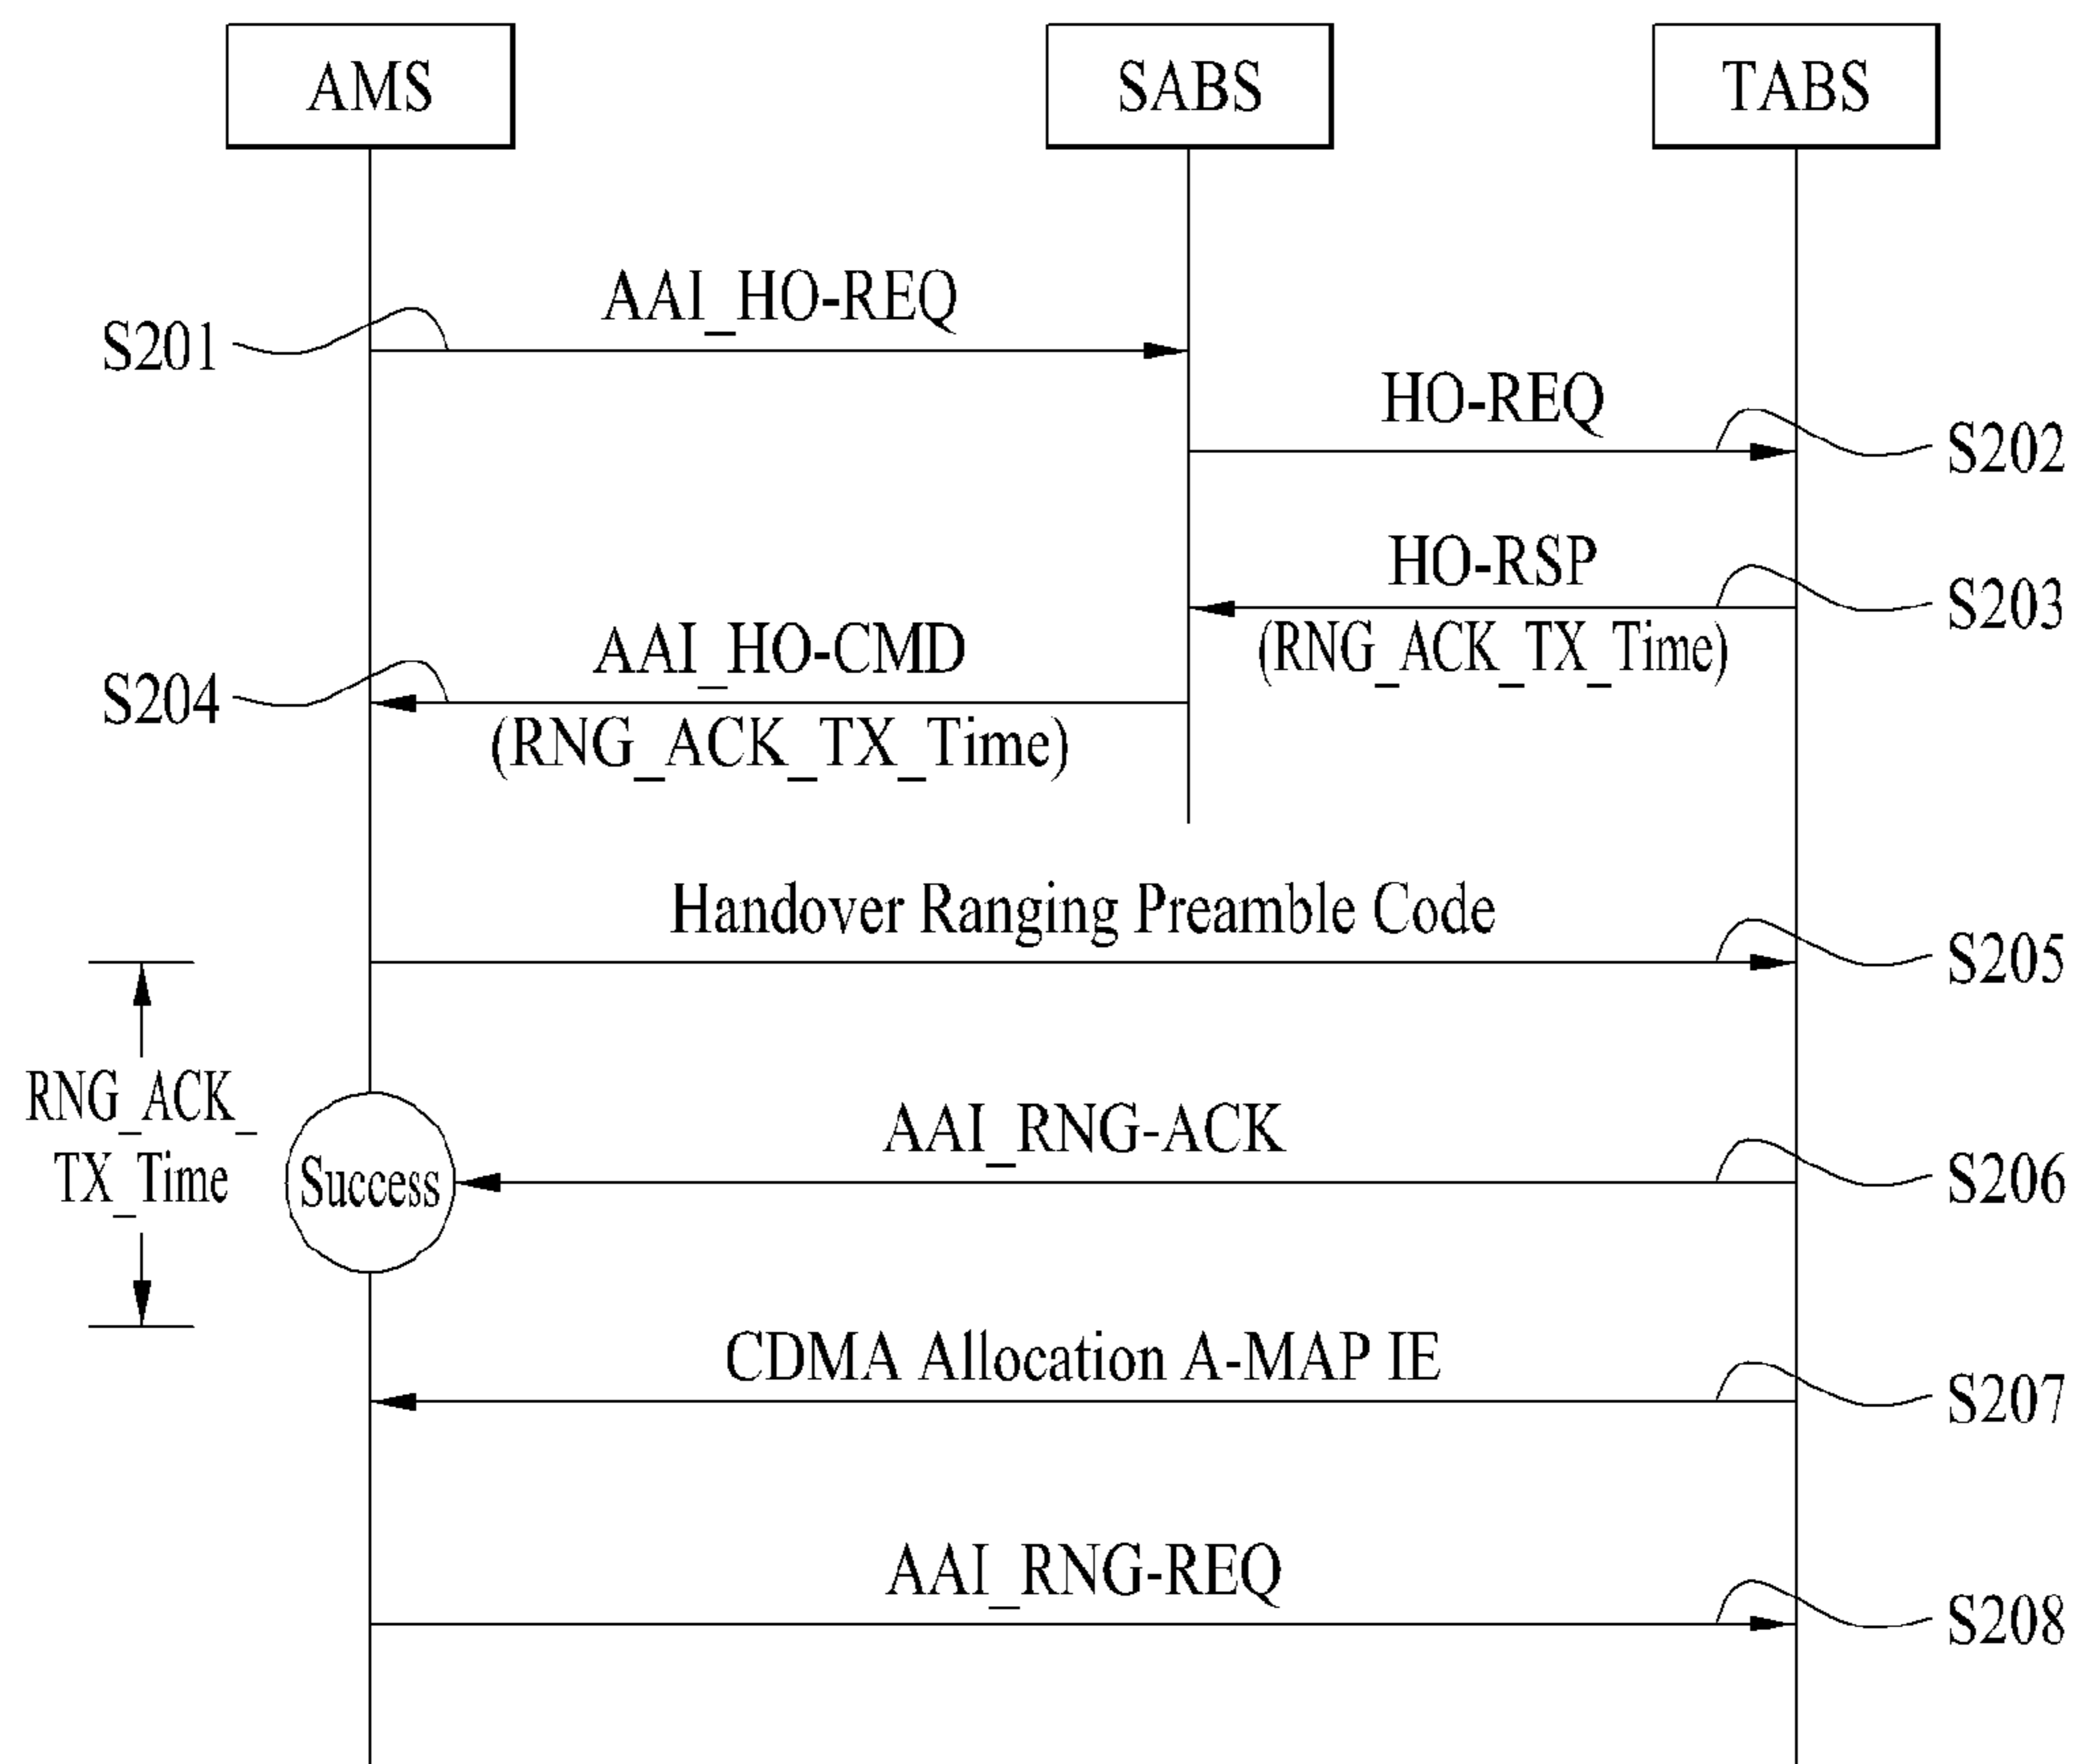 AMS
SABS
TABS
AAI_HO-REQ
S201
HO-REQ
S202
HO-RSP
S203
(RNG_ACK_TX_Time)
AAI_HO-CMD
S204
(RNG_ACK_TX_Time)
Handover Ranging Preamble Code
S205
RNG_ACK_
TX_Time
AAI_RNG-ACK
Success
S206
CDMA Allocation A-MAP IE
S207
AAI_RNG-REQ
S208